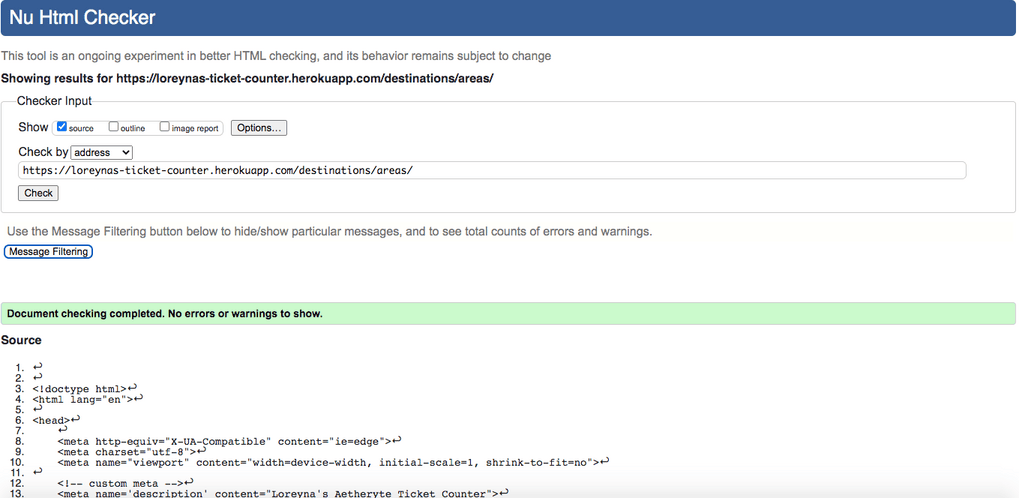 Nu Html Checker
This tool is an ongoing experiment in better HTML checking, and its behavior remains subject to change
Showing results for https://loreynas-ticket-counter.herokuapp.com/destinations/areas/
Checker Input
Show source outline image report Options...
Check by address
https://loreynas-ticket-counter.herokuapp.com/destinations/areas/
Check
Use the Message Filtering button below to hide/show particular messages, and to see total counts of errors and warnings.
Message Filtering
Document checking completed. No errors or warnings to show.
Source
1. ↩
2. ↩
3. <!doctype html>↩
4. <html lang="en">↩
5. ↩
6. <head>↩
7. ↩
8. <meta http-equiv="X-UA-Compatible" content="ie=edge">↩
9. <meta charset="utf-8">↩
10. <meta name="viewport" content="width=device-width, initial-scale=1, shrink-to-fit=no">↩
11. ↩
12. <!-- custom meta -->↩
13. <meta name='description' content="Loreyna's Aetheryte Ticket Counter">↩